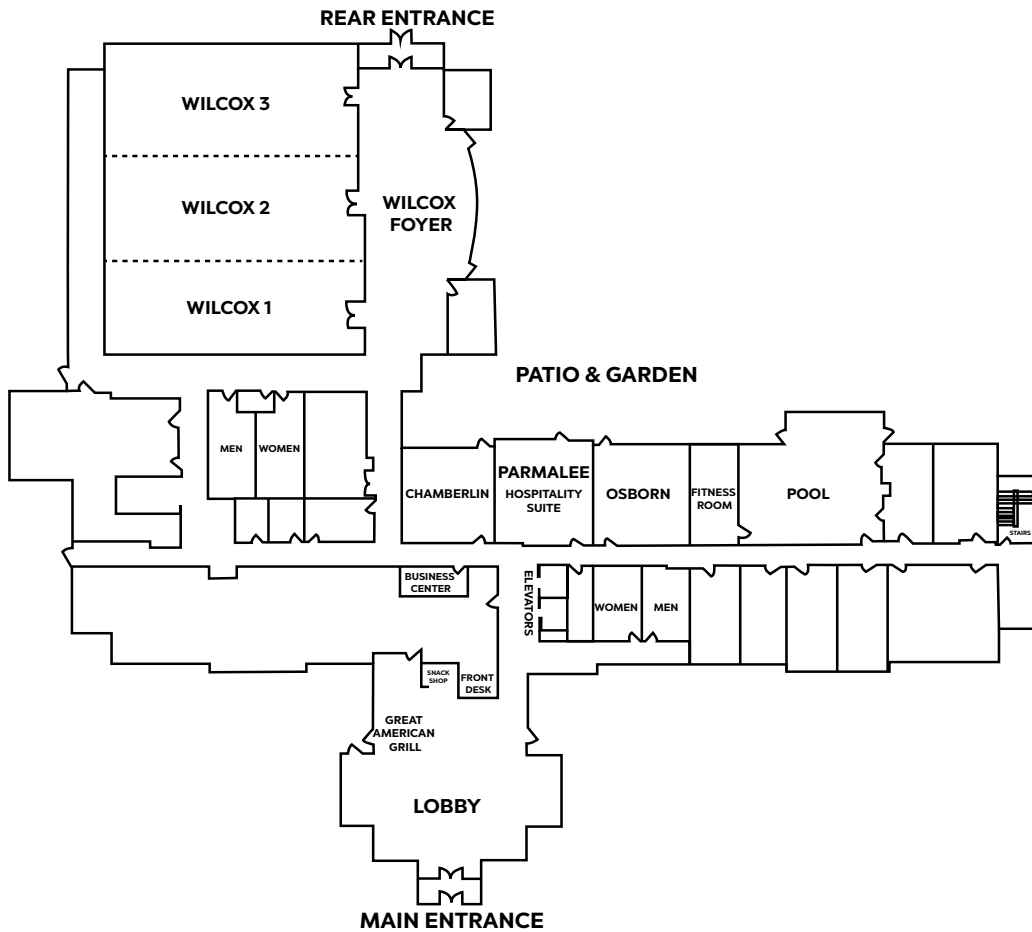 REAR ENTRANCE
WILCOX 3
WILCOX 2
WILCOX
FOYER
WILCOX 1
PATIO & GARDEN
MEN
WOMEN
CHAMBERLIN
PARMALEE
HOSPITALITY
SUITE
OSBORN
FITNESS
ROOM
POOL
STAIRS
BUSINESS
CENTER
ELEVATORS
WOMEN
MEN
SNACK
SHOP
FRONT
DESK
GREAT
AMERICAN
GRILL
LOBBY
MAIN ENTRANCE